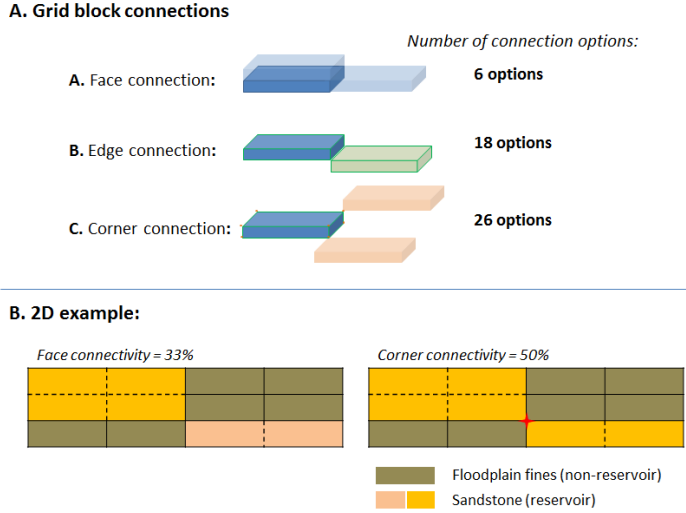 A. Grid block connections
Number of connection options:
A. Face connection:
6 options
B. Edge connection:
18 options
C. Corner connection:
26 options
B. 2D example:
Face connectivity = 33%
Corner connectivity = 50%
Floodplain fines (non-reservoir)
Sandstone (reservoir)